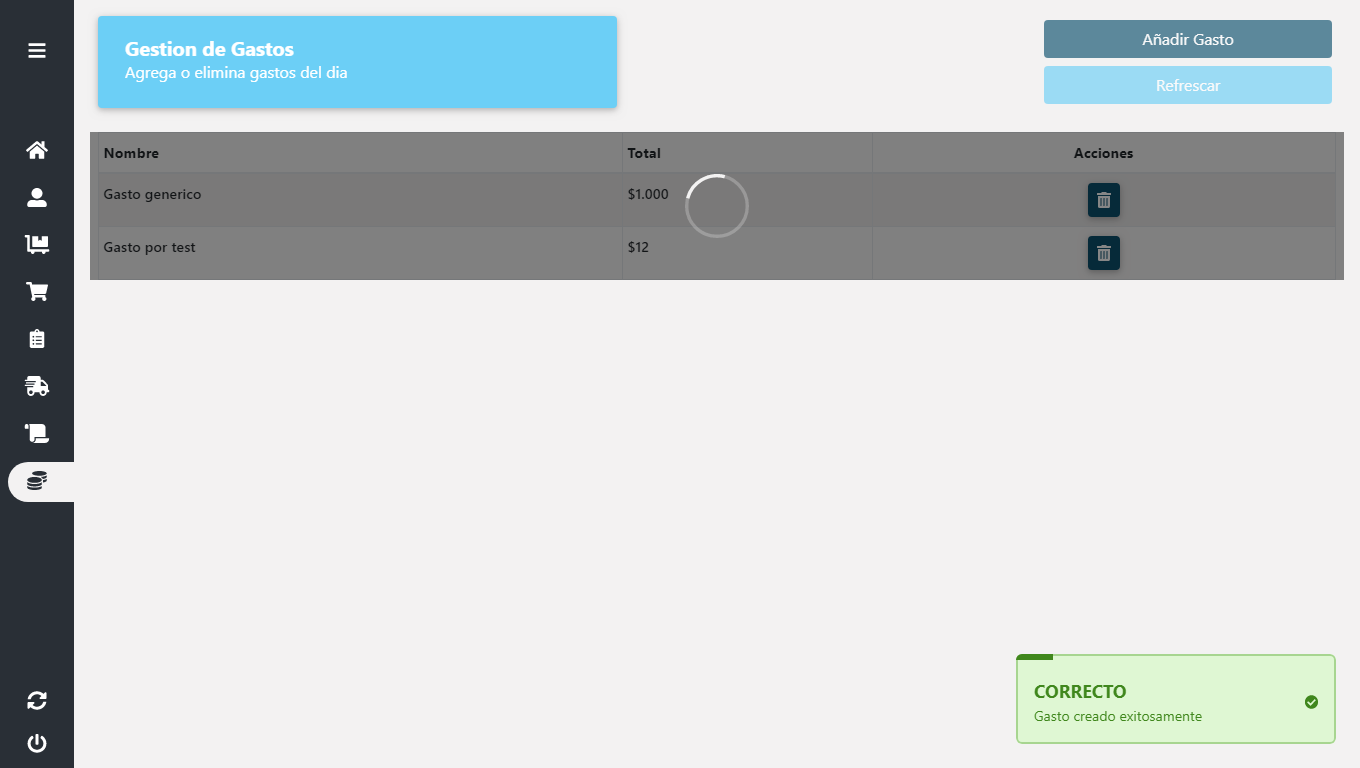 Gestion de Gastos
Agrega o elimina gastos del dia
Añadir Gasto
Refrescar
Nombre Total Acciones
Gasto generico $1.000
Gasto por test $12
CORRECTO
Gasto creado exitosamente